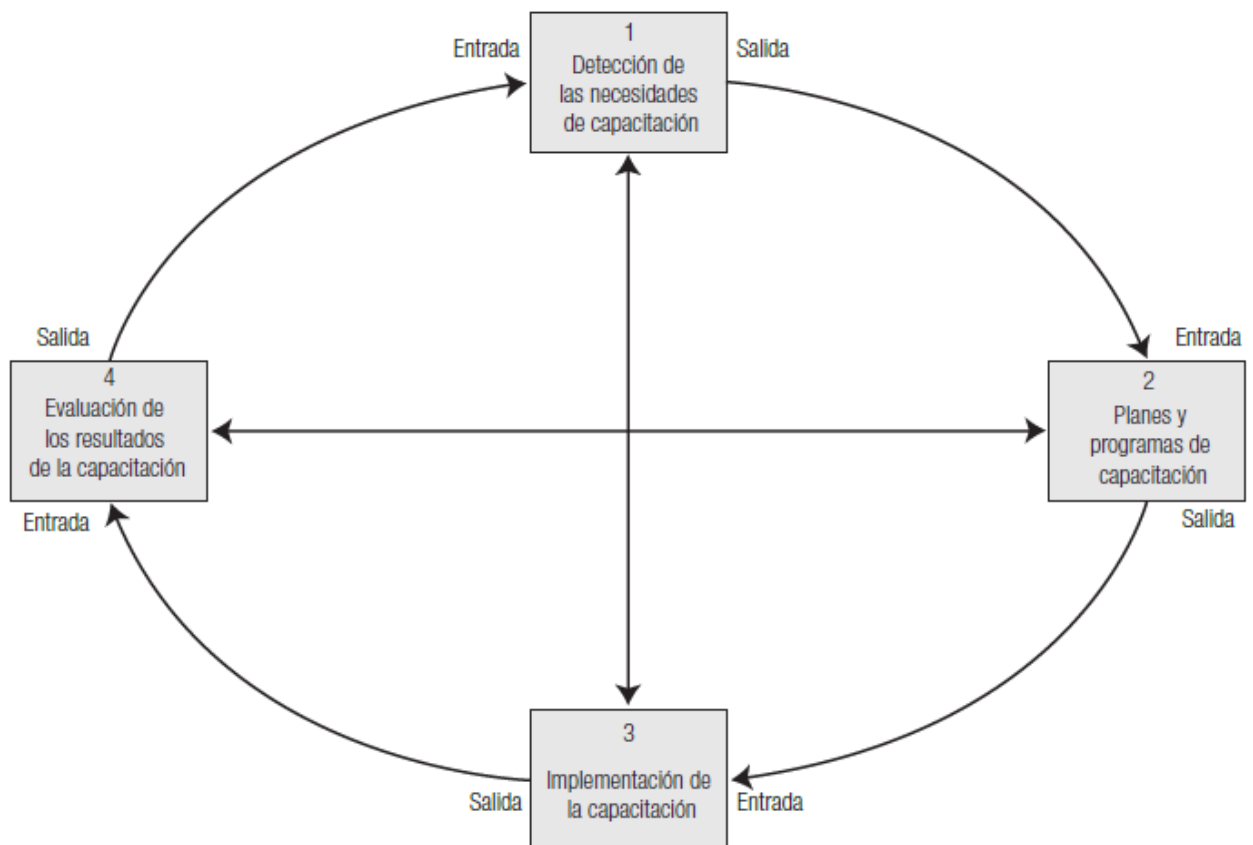 Entrada
1
Detección de
las necesidades
de capacitación
Salida
Salida
4
Evaluación de
los resultados
de la capacitación
Entrada
Entrada
2
Planes y
programas de
capacitación
Salida
Salida
3
Implementación de
la capacitación
Entrada